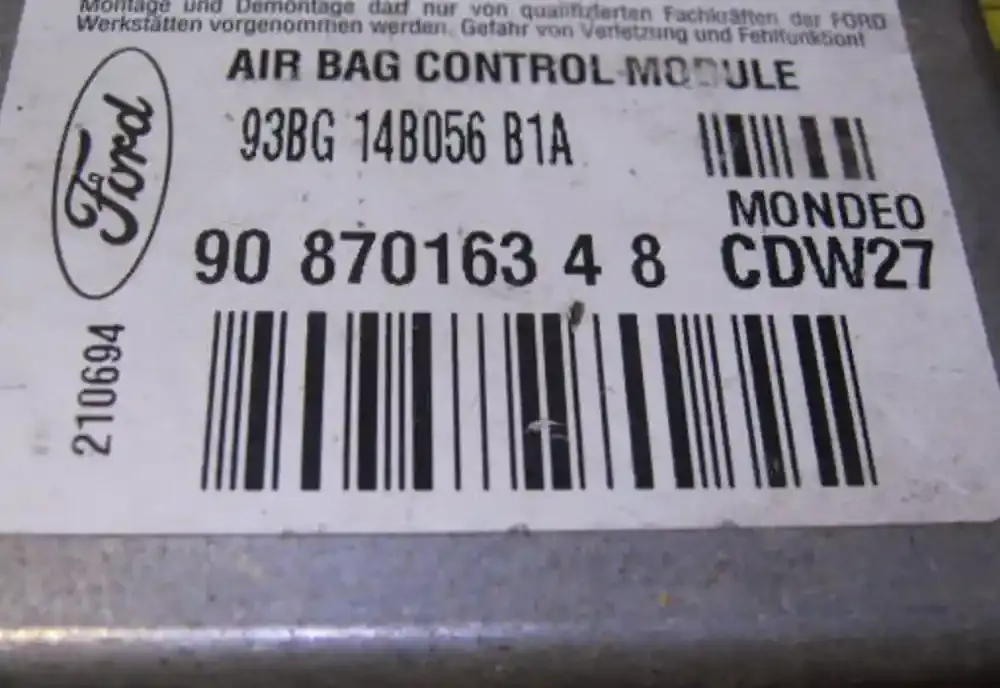 Montage und Demontage darf nur von qualifizierten Fachkräften der FORD
Werkstätten vorgenommen werden. Gefahr von Verletzung und Fehlfunktion!
AIR BAG CONTROL MODULE
Ford
93BG 14B056 B1A
MONDEO
90 870163 4 8 CDW27
210694